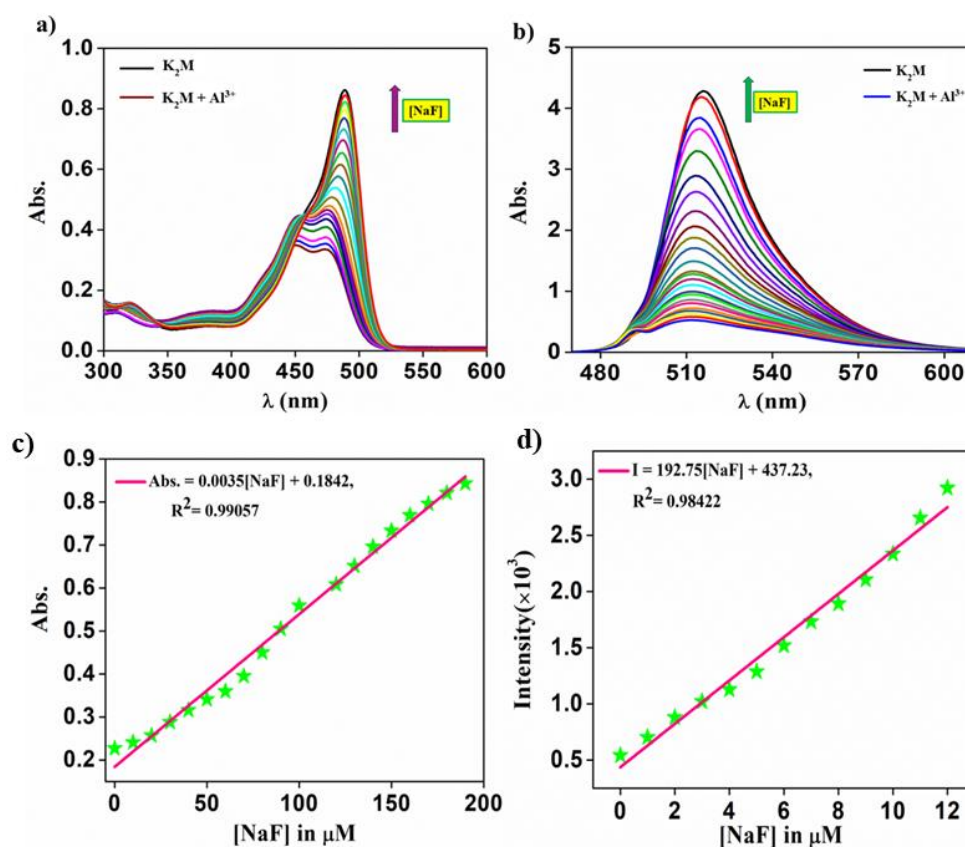 a)
K₂M
K₂M + Al³⁺
[NaF]
1.0
0.8
0.6
0.4
0.2
0.0
Abs.
300 350 400 450 500 550 600
λ (nm)
b)
K₂M
K₂M + Al³⁺
[NaF]
5
4
3
2
1
0
Abs.
480 510 540 570 600
λ (nm)
c)
Abs. = 0.0035[NaF] + 0.1842,
R² = 0.99057
0.9
0.8
0.7
0.6
0.5
0.4
0.3
0.2
Abs.
0 50 100 150 200
[NaF] in μM
d)
I = 192.75[NaF] + 437.23,
R² = 0.98422
3.0
2.5
2.0
1.5
1.0
0.5
Intensity(×10³)
0 2 4 6 8 10 12
[NaF] in μM